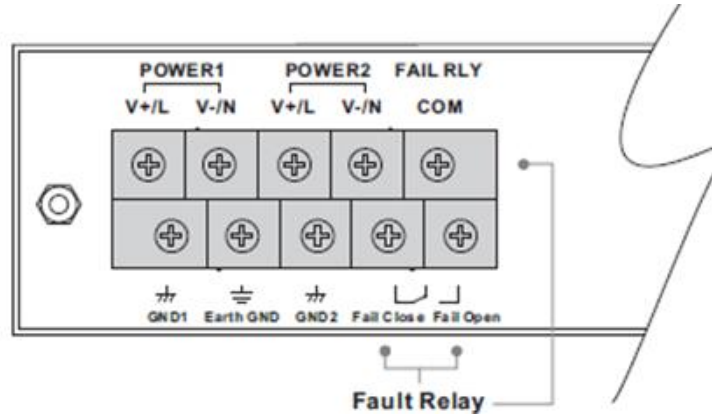 POWER1 POWER2 FAIL RLY
V+/L V-/N V+/L V-/N COM
GND1 Earth GND GND2 Fail Close Fail Open
Fault Relay